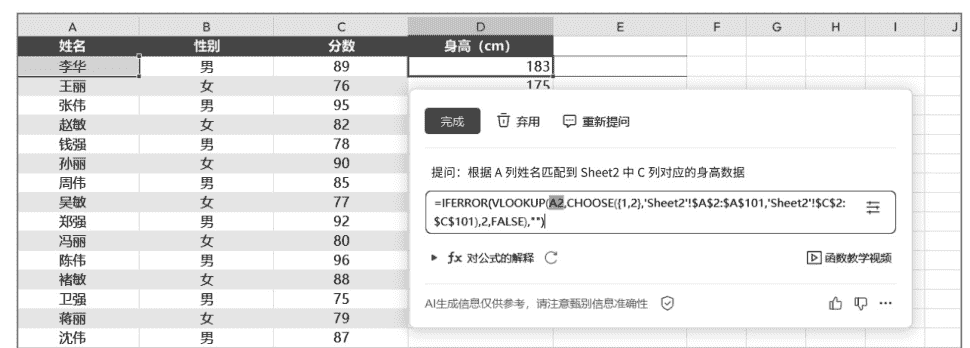 A B C D E F G H I J
姓名 性别 分数 身高（cm）
李华 男 89 183
王丽 女 76 175
张伟 男 95
赵敏 女 82
钱强 男 78
孙丽 女 90
周伟 男 85
吴敏 女 77
郑强 男 92
冯丽 女 80
陈伟 男 96
褚敏 女 88
卫强 男 75
蒋丽 女 79
沈伟 男 87
完成 弃用 重新提问
提问：根据 A 列姓名匹配到 Sheet2 中 C 列对应的身高数据
=IFERROR(VLOOKUP(A2,CHOOSE({1,2},'Sheet2'!$A$2:$A$101,'Sheet2'!$C$2:
$C$101),2,FALSE),"")
fx 对公式的解释 函数教学视频
AI生成信息仅供参考，请注意甄别信息准确性